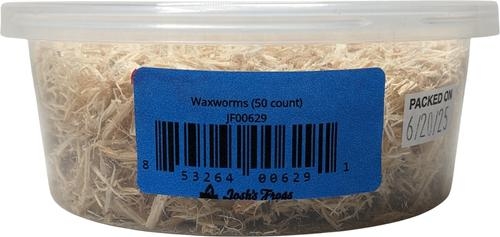 Waxworms (50 count)
JF00629
8 53264 00629 1
Josh's Frogs
PACKED ON
6/20/25